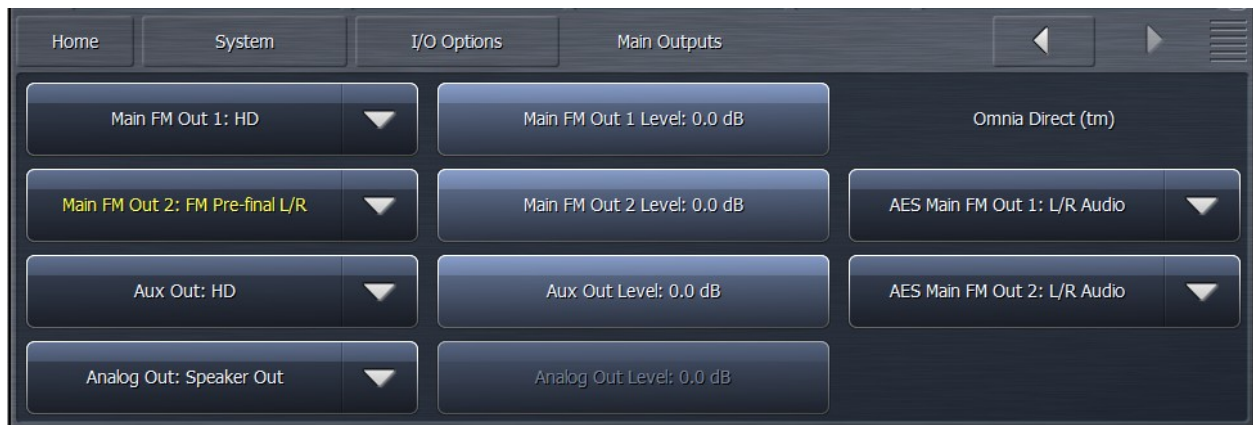 Home
System
I/O Options
Main Outputs
Main FM Out 1: HD
Main FM Out 1 Level: 0.0 dB
Omnia Direct (tm)
Main FM Out 2: FM Pre-final L/R
Main FM Out 2 Level: 0.0 dB
AES Main FM Out 1: L/R Audio
Aux Out: HD
Aux Out Level: 0.0 dB
AES Main FM Out 2: L/R Audio
Analog Out: Speaker Out
Analog Out Level: 0.0 dB